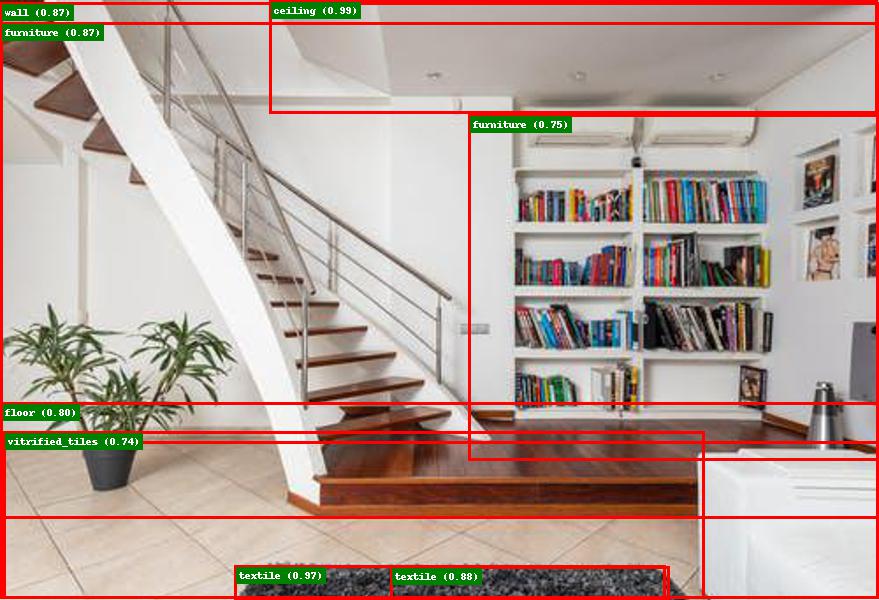 wall (0.87)
ceiling (0.99)
furniture (0.87)
furniture (0.75)
floor (0.80)
vitrified_tiles (0.74)
textile (0.97)
textile (0.88)